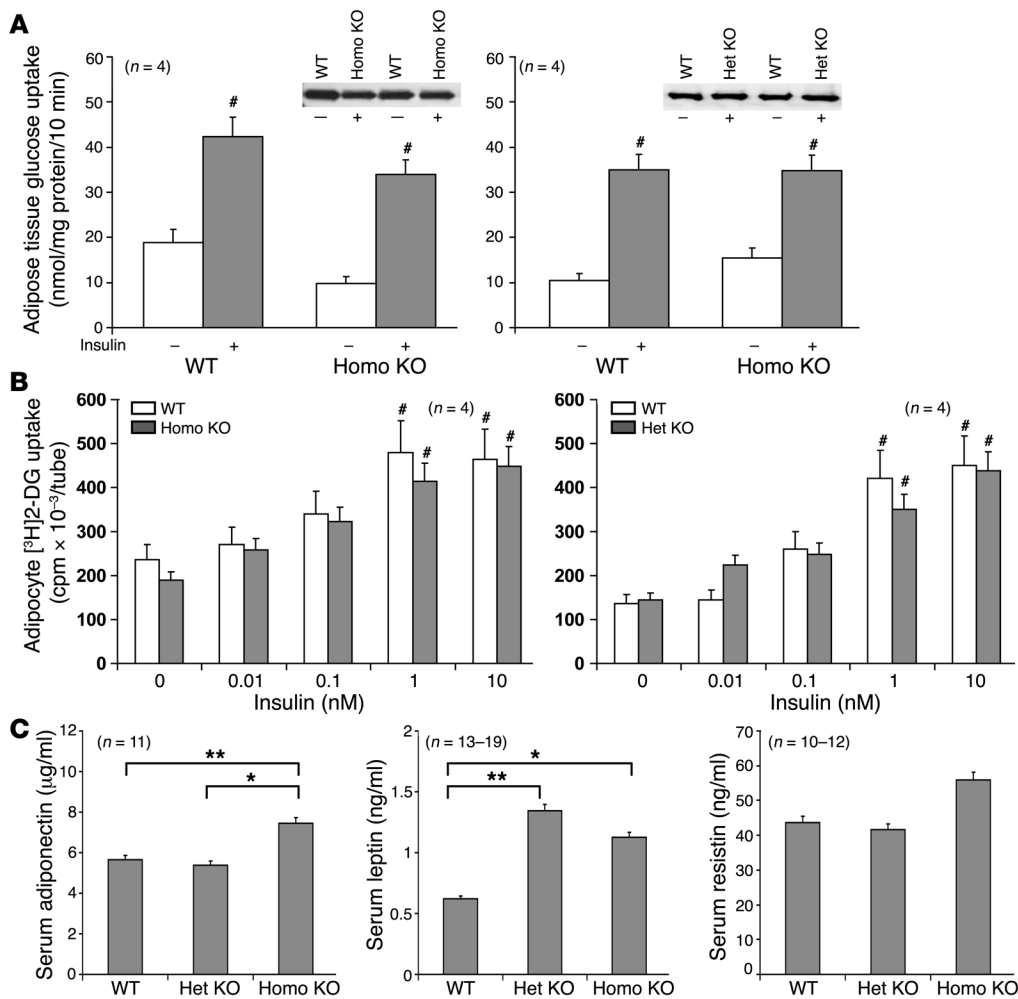 A
Adipose tissue glucose uptake
(nmol/mg protein/10 min)
60
50
40
30
20
10
0
(n = 4)
WT
Homo KO
WT
Homo KO
– + – +
#
#
Insulin – + – +
WT Homo KO
60
50
40
30
20
10
0
(n = 4)
WT
Het KO
WT
Het KO
– + – +
#
#
– + – +
WT Homo KO
B
Adipocyte [³H]2-DG uptake
(cpm × 10⁻³/tube)
600
500
400
300
200
100
0
WT
Homo KO
(n = 4)
# # # #
0 0.01 0.1 1 10
Insulin (nM)
600
500
400
300
200
100
0
WT
Het KO
(n = 4)
# # # #
0 0.01 0.1 1 10
Insulin (nM)
C
Serum adiponectin (µg/ml)
12
10
8
6
4
2
0
(n = 11)
**
*
WT Het KO Homo KO
Serum leptin (ng/ml)
2
1.5
1
0.5
0
(n = 13–19)
*
**
WT Het KO Homo KO
Serum resistin (ng/ml)
70
60
50
40
30
20
10
0
(n = 10–12)
WT Het KO Homo KO